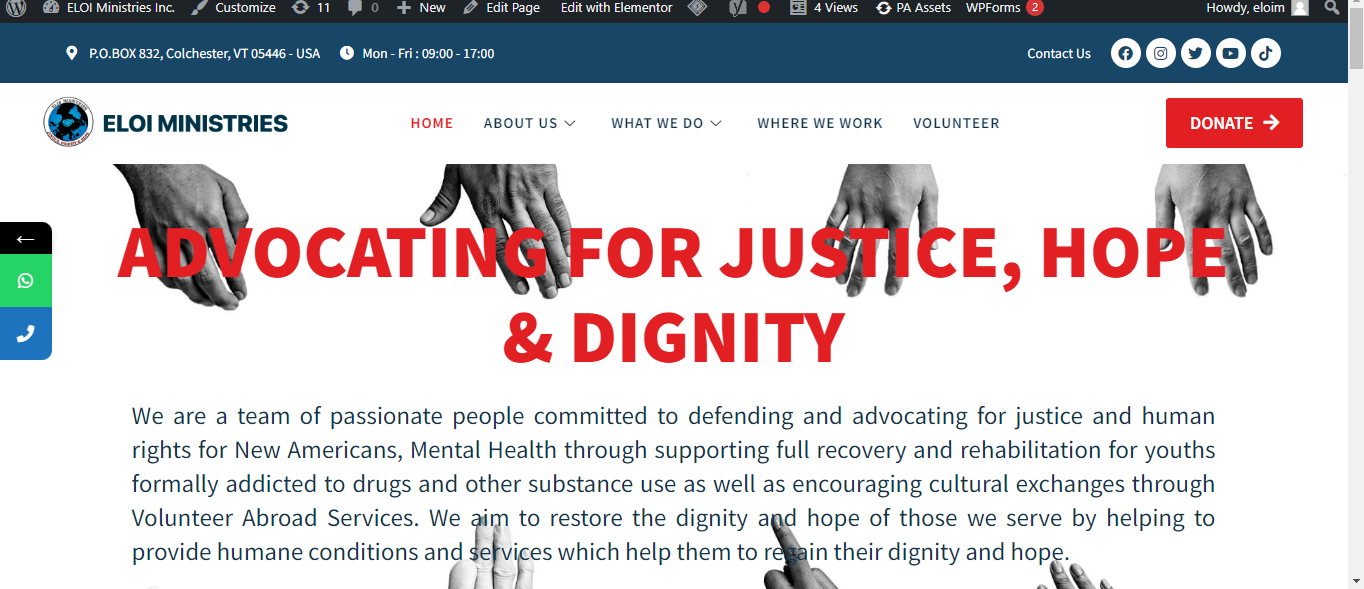 ELOI Ministries Inc. Customize 11 0 New Edit Page Edit with Elementor 4 Views PA Assets WPForms 2 Howdy, eloim
P.O.BOX 832, Colchester, VT 05446 - USA Mon - Fri : 09:00 - 17:00 Contact Us
ELOI MINISTRIES HOME ABOUT US WHAT WE DO WHERE WE WORK VOLUNTEER DONATE
ADVOCATING FOR JUSTICE, HOPE
& DIGNITY
We are a team of passionate people committed to defending and advocating for justice and human
rights for New Americans, Mental Health through supporting full recovery and rehabilitation for youths
formally addicted to drugs and other substance use as well as encouraging cultural exchanges through
Volunteer Abroad Services. We aim to restore the dignity and hope of those we serve by helping to
provide humane conditions and services which help them to regain their dignity and hope.